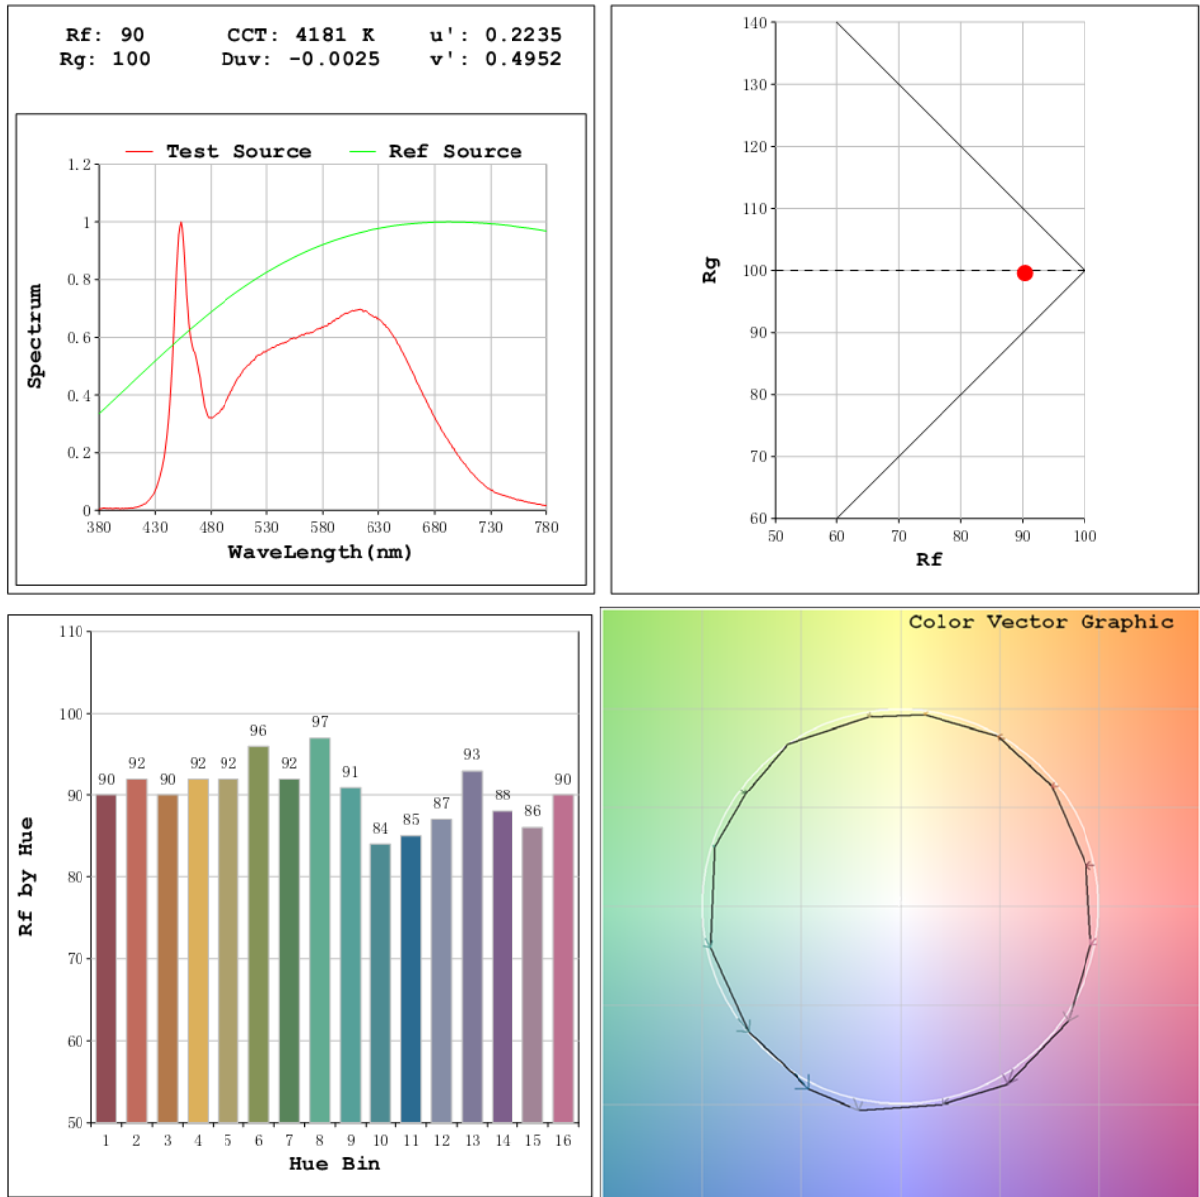 Rf: 90 CCT: 4181 K u': 0.2235
Rg: 100 Duv: -0.0025 v': 0.4952
Test Source Ref Source
1.2
1
0.8
0.6
0.4
0.2
0
Spectrum
380 430 480 530 580 630 680 730 780
WaveLength(nm)
140
130
120
110
100
90
80
70
60
Rg
50 60 70 80 90 100
Rf
110
100
90
80
70
60
50
Rf by Hue
90 92 90 92 92 96 92 97 91 84 85 87 93 88 86 90
1 2 3 4 5 6 7 8 9 10 11 12 13 14 15 16
Hue Bin
Color Vector Graphic